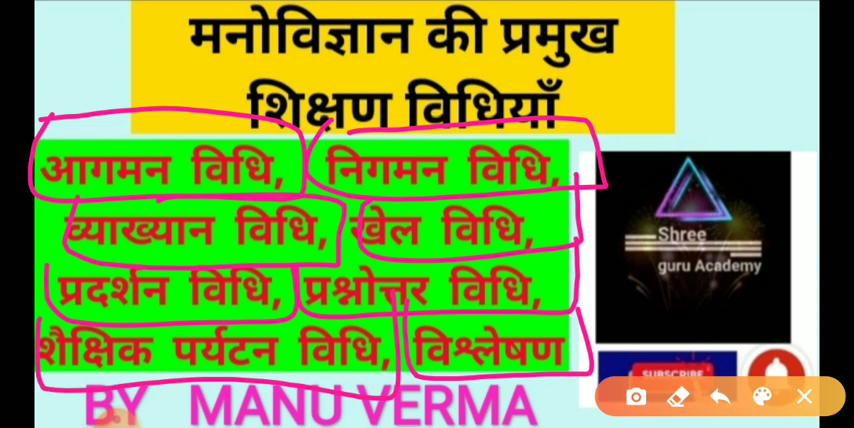 मनोविज्ञान की प्रमुख
शिक्षण विधियाँ
आगमन विधि, निगमन विधि,
व्याख्यान विधि, खेल विधि,
प्रदर्शन विधि, प्रश्नोत्तर विधि,
शैक्षिक पर्यटन विधि, विश्लेषण
BY MANU VERMA
Shree
guru Academy
SUBSCRIBE